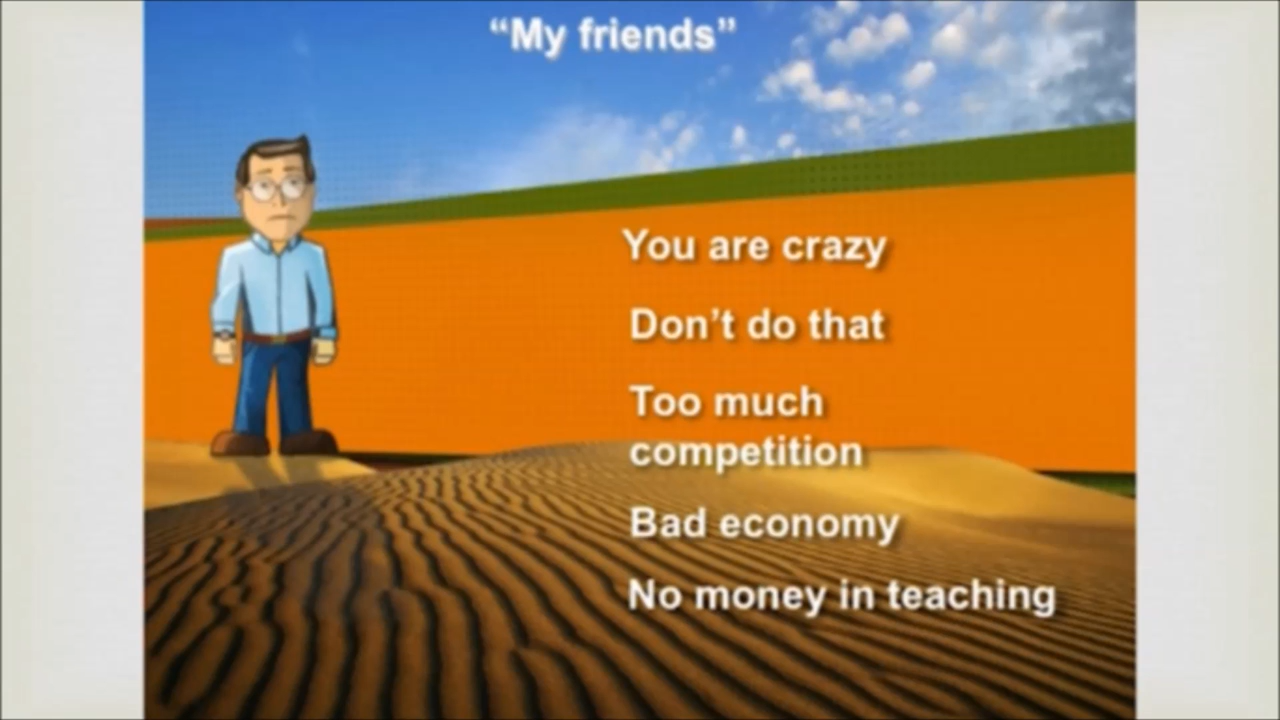 “My friends”
You are crazy
Don’t do that
Too much
competition
Bad economy
No money in teaching